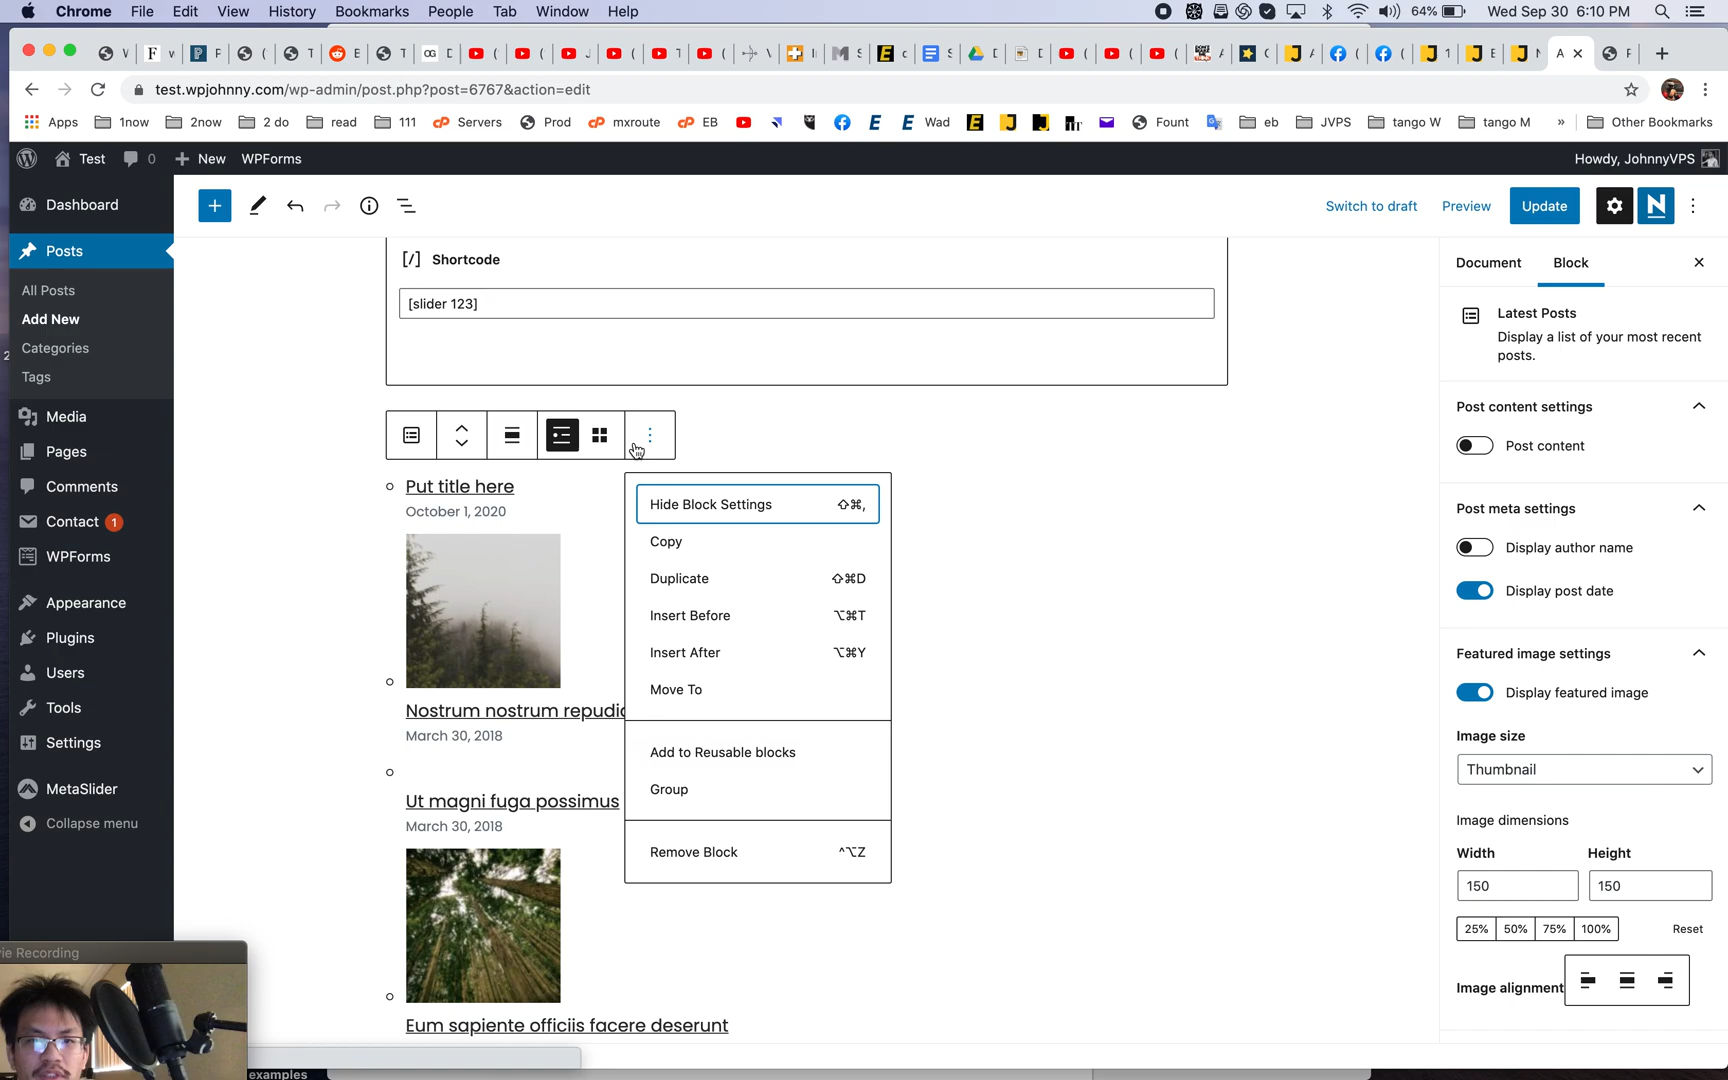 Chrome File Edit View History Bookmarks People Tab Window Help 64% Wed Sep 30 6:10 PM
test.wpjohnny.com/wp-admin/post.php?post=6767&action=edit
Apps 1now 2now 2 do read 111 Servers Prod mxroute EB Wad Fount eb JVPS tango W tango M » Other Bookmarks
Test 0 New WPForms Howdy, JohnnyVPS
Dashboard
Posts
All Posts
Add New
Categories
Tags
Media
Pages
Comments
Contact 1
WPForms
Appearance
Plugins
Users
Tools
Settings
MetaSlider
Collapse menu
Switch to draft Preview Update
[/] Shortcode
[slider 123]
Put title here
October 1, 2020
Nostrum nostrum
March 30, 2018
Ut magni fuga possimus
March 30, 2018
Eum sapiente officiis facere deserunt
Hide Block Settings ⇧⌘,
Copy
Duplicate ⇧⌘D
Insert Before ⌥⌘T
Insert After ⌥⌘Y
Move To
Add to Reusable blocks
Group
Remove Block ^⌥Z
Document Block
Latest Posts
Display a list of your most recent
posts.
Post content settings
Post content
Post meta settings
Display author name
Display post date
Featured image settings
Display featured image
Image size
Thumbnail
Image dimensions
Width Height
150 150
25% 50% 75% 100% Reset
Image alignment
Recording
examples